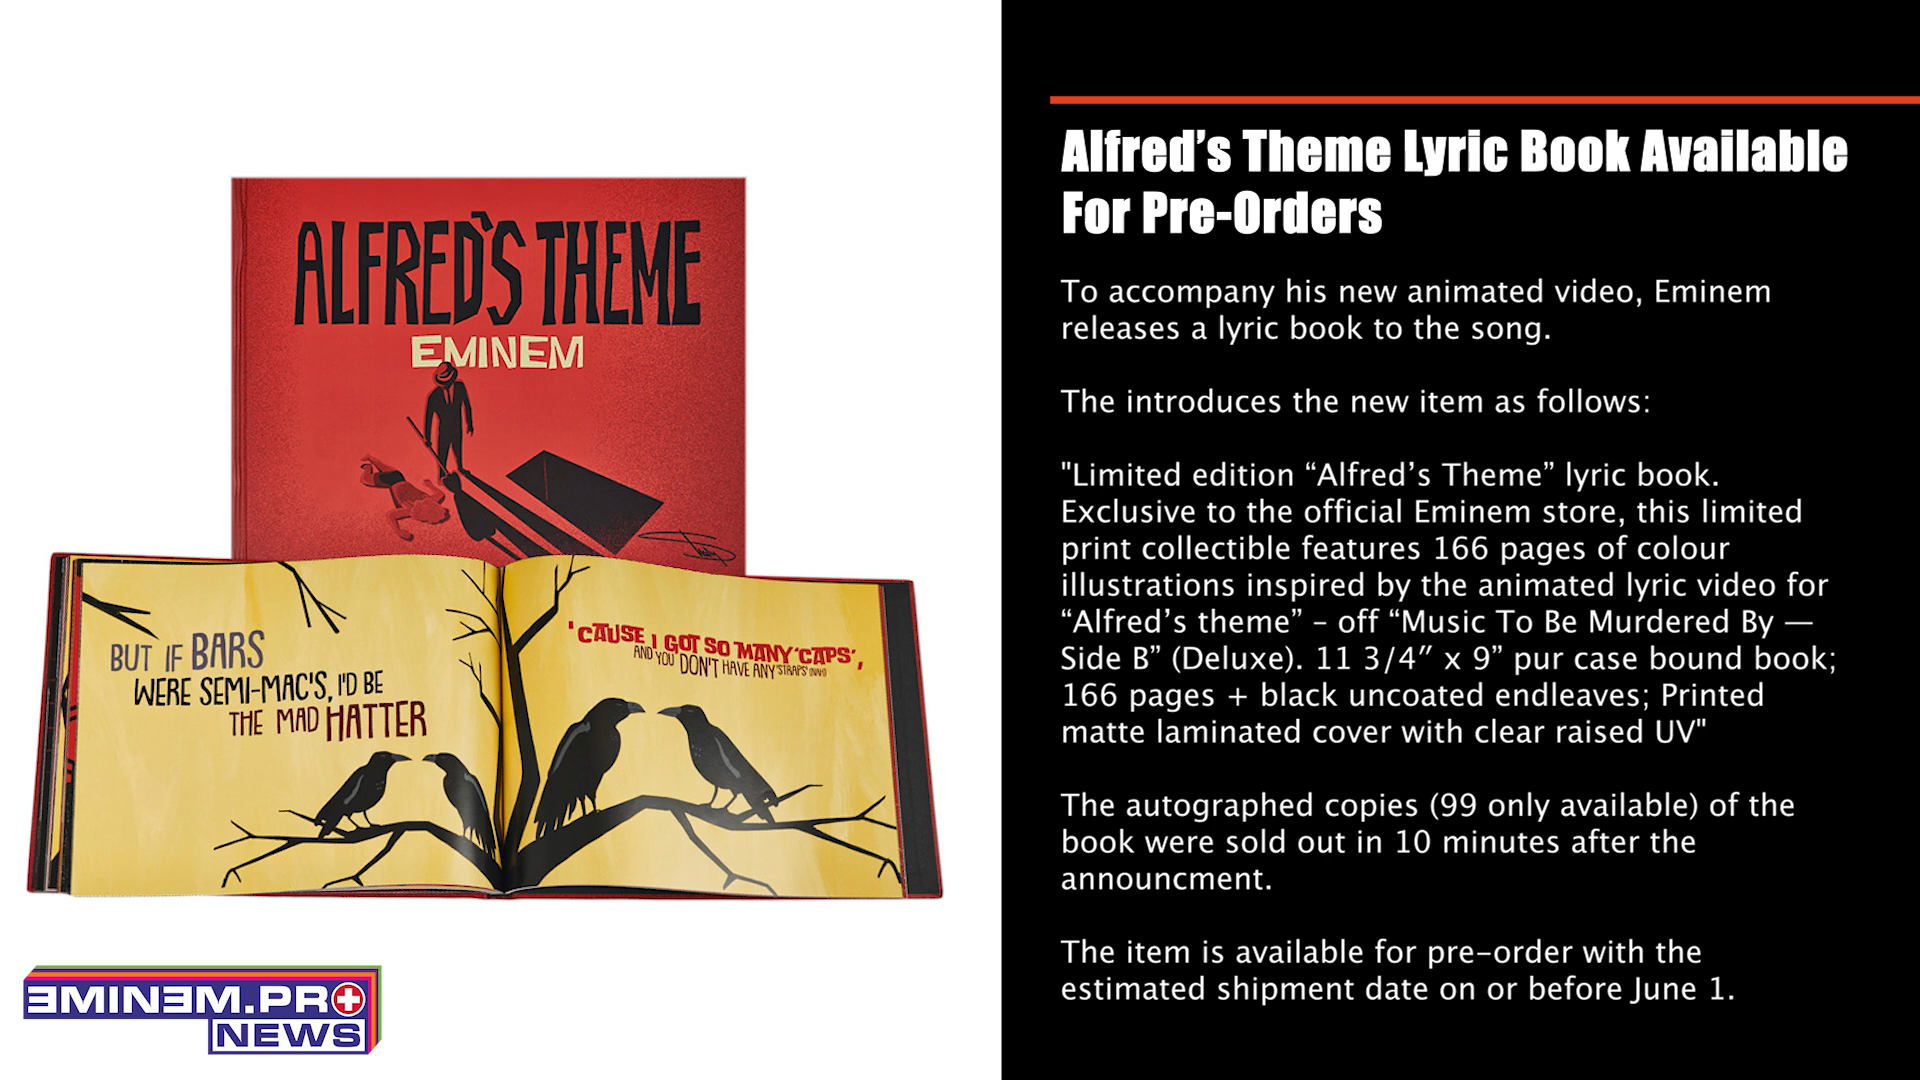 ALFRED'S THEME
EMINEM
BUT IF BARS
WERE SEMI-MAC'S, I'D BE
THE MAD HATTER
'CAUSE I GOT SO MANY 'CAPS',
AND YOU DON'T HAVE ANY 'STRAPS' (NAH)
EMINEM.PRO
NEWS
Alfred’s Theme Lyric Book Available
For Pre-Orders
To accompany his new animated video, Eminem
releases a lyric book to the song.
The introduces the new item as follows:
"Limited edition “Alfred’s Theme” lyric book.
Exclusive to the official Eminem store, this limited
print collectible features 166 pages of colour
illustrations inspired by the animated lyric video for
“Alfred’s theme” – off “Music To Be Murdered By —
Side B” (Deluxe). 11 3/4″ x 9” pur case bound book;
166 pages + black uncoated endleaves; Printed
matte laminated cover with clear raised UV"
The autographed copies (99 only available) of the
book were sold out in 10 minutes after the
announcment.
The item is available for pre-order with the
estimated shipment date on or before June 1.